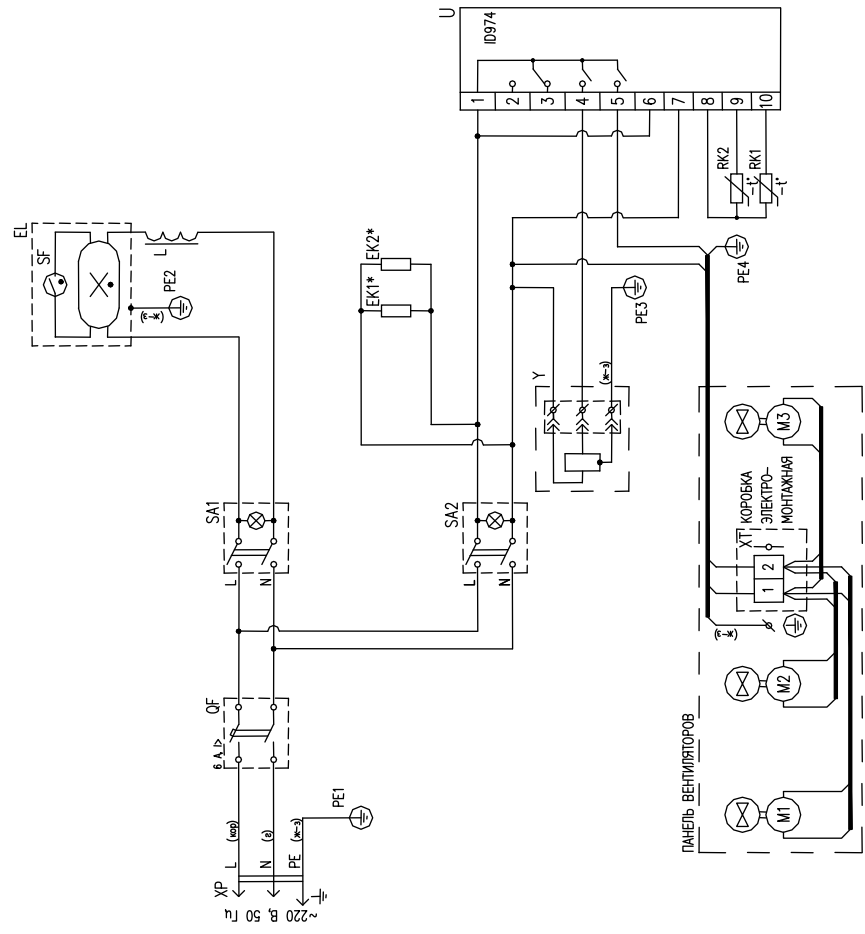 U
ID974
1
2
3
4
5
6
7
8
9
10
RK2
-t°
RK1
-t°
EL
SF
L
PE2
(ж-з)
EK2*
EK1*
PE4
PE3
Y
(ж-з)
SA1
L
N
SA2
L
N
QF
6 А, I>
PE1
(кор)
(г)
(ж-з)
L
N
PE
XP
~220 В, 50 Гц
ПАНЕЛЬ ВЕНТИЛЯТОРОВ
КОРОБКА
ЭЛЕКТРО-
МОНТАЖНАЯ
XT
1
2
(ж-з)
M3
M2
M1